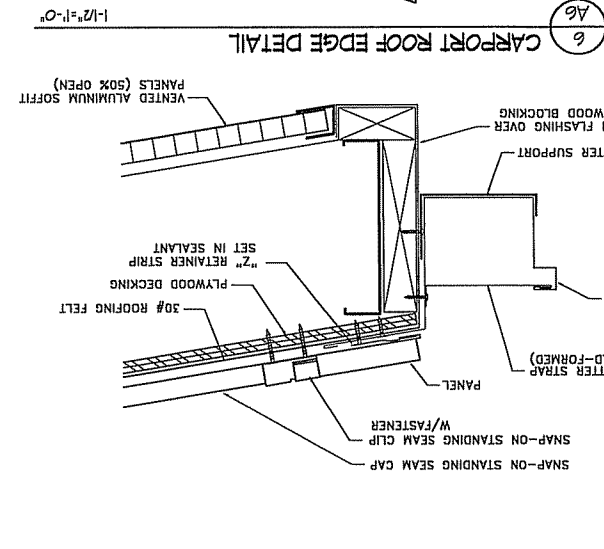 SNAP-ON STANDING SEAM CAP
SNAP-ON STANDING SEAM CLIP
W/FASTENER
PANEL
TTER STRAP
LD-FORMED)
30# ROOFING FELT
PLYWOOD DECKING
"Z" RETAINER STRIP
SET IN SEALANT
TER SUPPORT
FLASHING OVER
WOOD BLOCKING
VENTED ALUMINUM SOFFIT
PANELS (50% OPEN)
6
A6
CARPORT ROOF EDGE DETAIL
1-1/2"=1'-0"